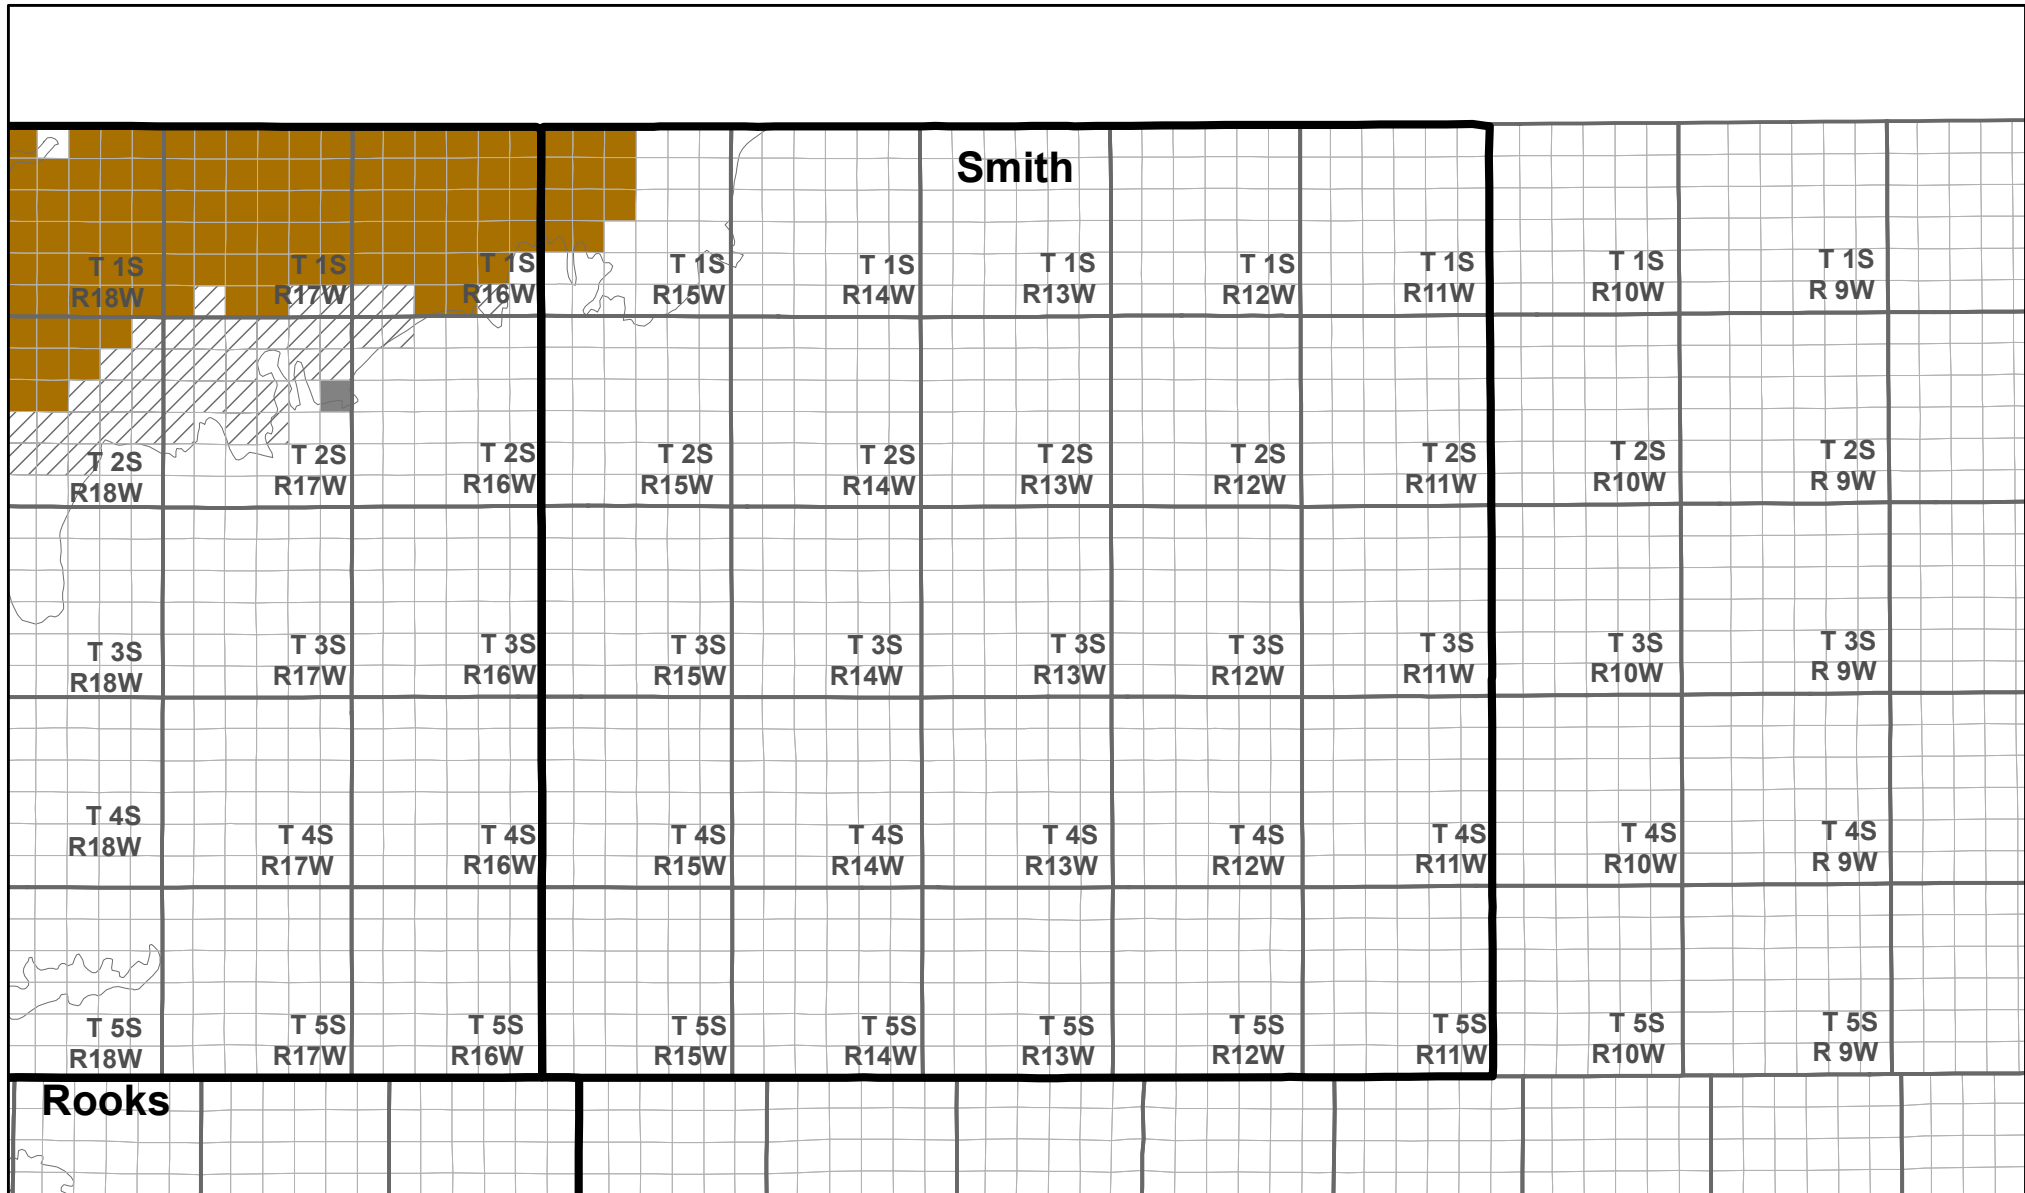 Smith
T 1S
R18W
T 1S
R17W
T 1S
R16W
T 1S
R15W
T 1S
R14W
T 1S
R13W
T 1S
R12W
T 1S
R11W
T 1S
R10W
T 1S
R 9W
T 2S
R18W
T 2S
R17W
T 2S
R16W
T 2S
R15W
T 2S
R14W
T 2S
R13W
T 2S
R12W
T 2S
R11W
T 2S
R10W
T 2S
R 9W
T 3S
R18W
T 3S
R17W
T 3S
R16W
T 3S
R15W
T 3S
R14W
T 3S
R13W
T 3S
R12W
T 3S
R11W
T 3S
R10W
T 3S
R 9W
T 4S
R18W
T 4S
R17W
T 4S
R16W
T 4S
R15W
T 4S
R14W
T 4S
R13W
T 4S
R12W
T 4S
R11W
T 4S
R10W
T 4S
R 9W
T 5S
R18W
T 5S
R17W
T 5S
R16W
T 5S
R15W
T 5S
R14W
T 5S
R13W
T 5S
R12W
T 5S
R11W
T 5S
R10W
T 5S
R 9W
Rooks